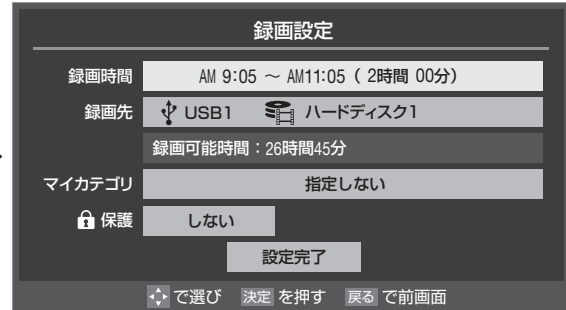 録画設定
録画時間 AM 9:05 ～ AM11:05 ( 2時間 00分)
録画先 USB1 ハードディスク1
録画可能時間：26時間45分
マイカテゴリ 指定しない
保護 しない
設定完了
で選び 決定 を押す 戻る で前画面